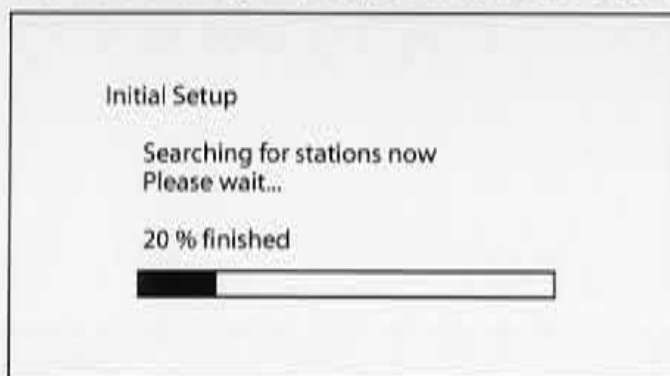 Initial Setup
Searching for stations now
Please wait...
20 % finished